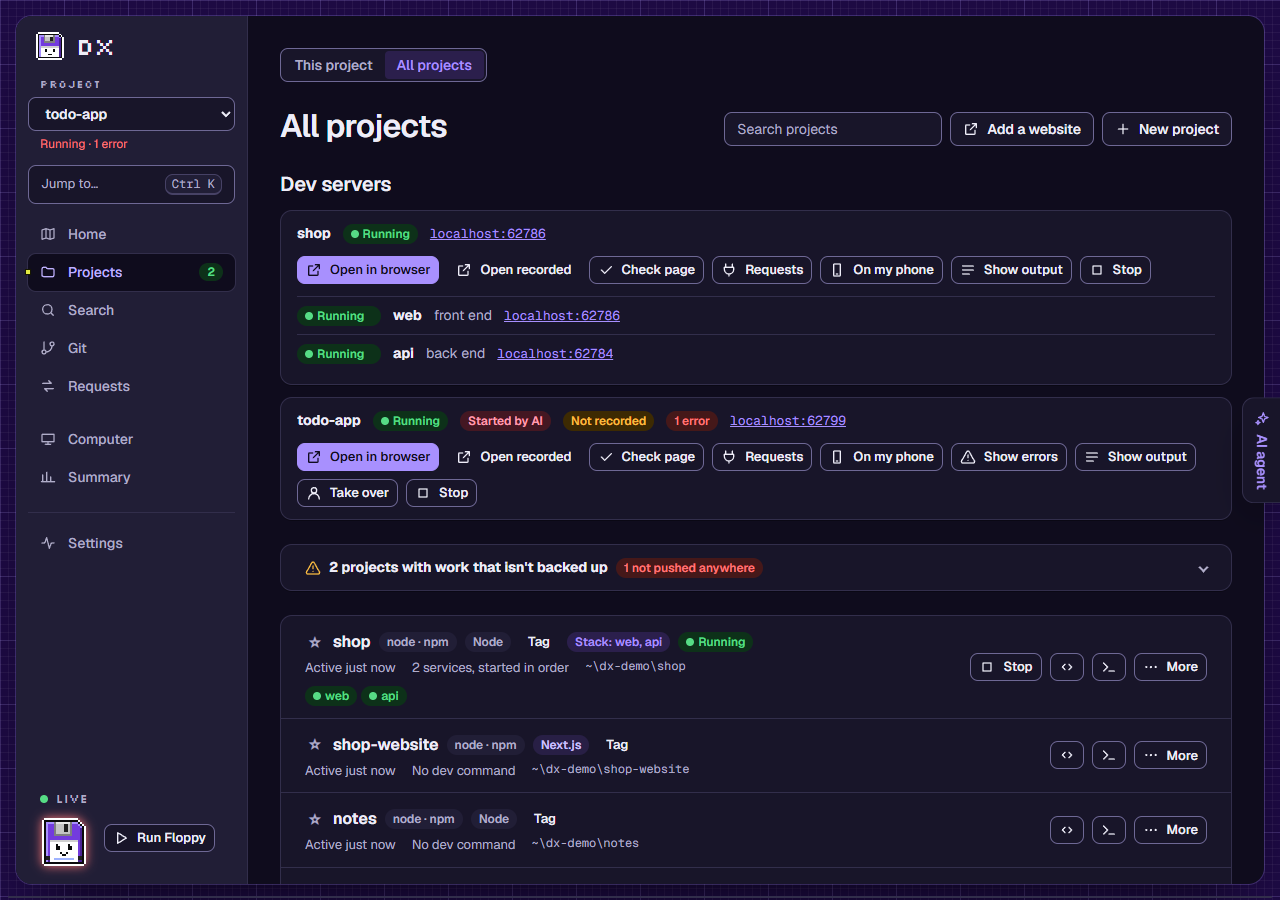 DX
PROJECT
todo-app
Running · 1 error
Jump to… Ctrl K
Home
Projects 2
Search
Git
Requests
Computer
Summary
Settings
LIVE
Run Floppy
This project All projects
All projects
Search projects Add a website New project
Dev servers
shop Running localhost:62786
Open in browser Open recorded Check page Requests On my phone Show output Stop
Running web front end localhost:62786
Running api back end localhost:62784
todo-app Running Started by AI Not recorded 1 error localhost:62799
Open in browser Open recorded Check page Requests On my phone Show errors Show output
Take over Stop
2 projects with work that isn't backed up 1 not pushed anywhere
shop node · npm Node Tag Stack: web, api Running
Active just now 2 services, started in order ~\dx-demo\shop
web api
Stop More
shop-website node · npm Next.js Tag
Active just now No dev command ~\dx-demo\shop-website
More
notes node · npm Node Tag
Active just now No dev command ~\dx-demo\notes
More
AI agent